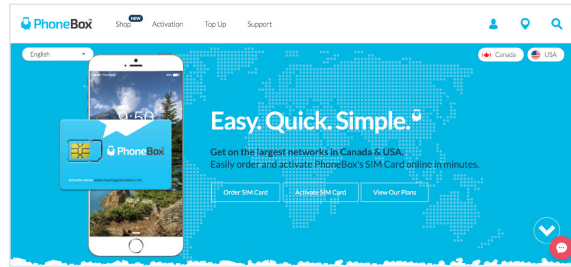 PhoneBox
Shop NEW Activation Top Up Support
English
Canada USA
9:50
PhoneBox
Easy. Quick. Simple.
Get on the largest networks in Canada & USA.
Easily order and activate PhoneBox's SIM Card online in minutes.
Order SIM Card Activate SIM Card View Our Plans